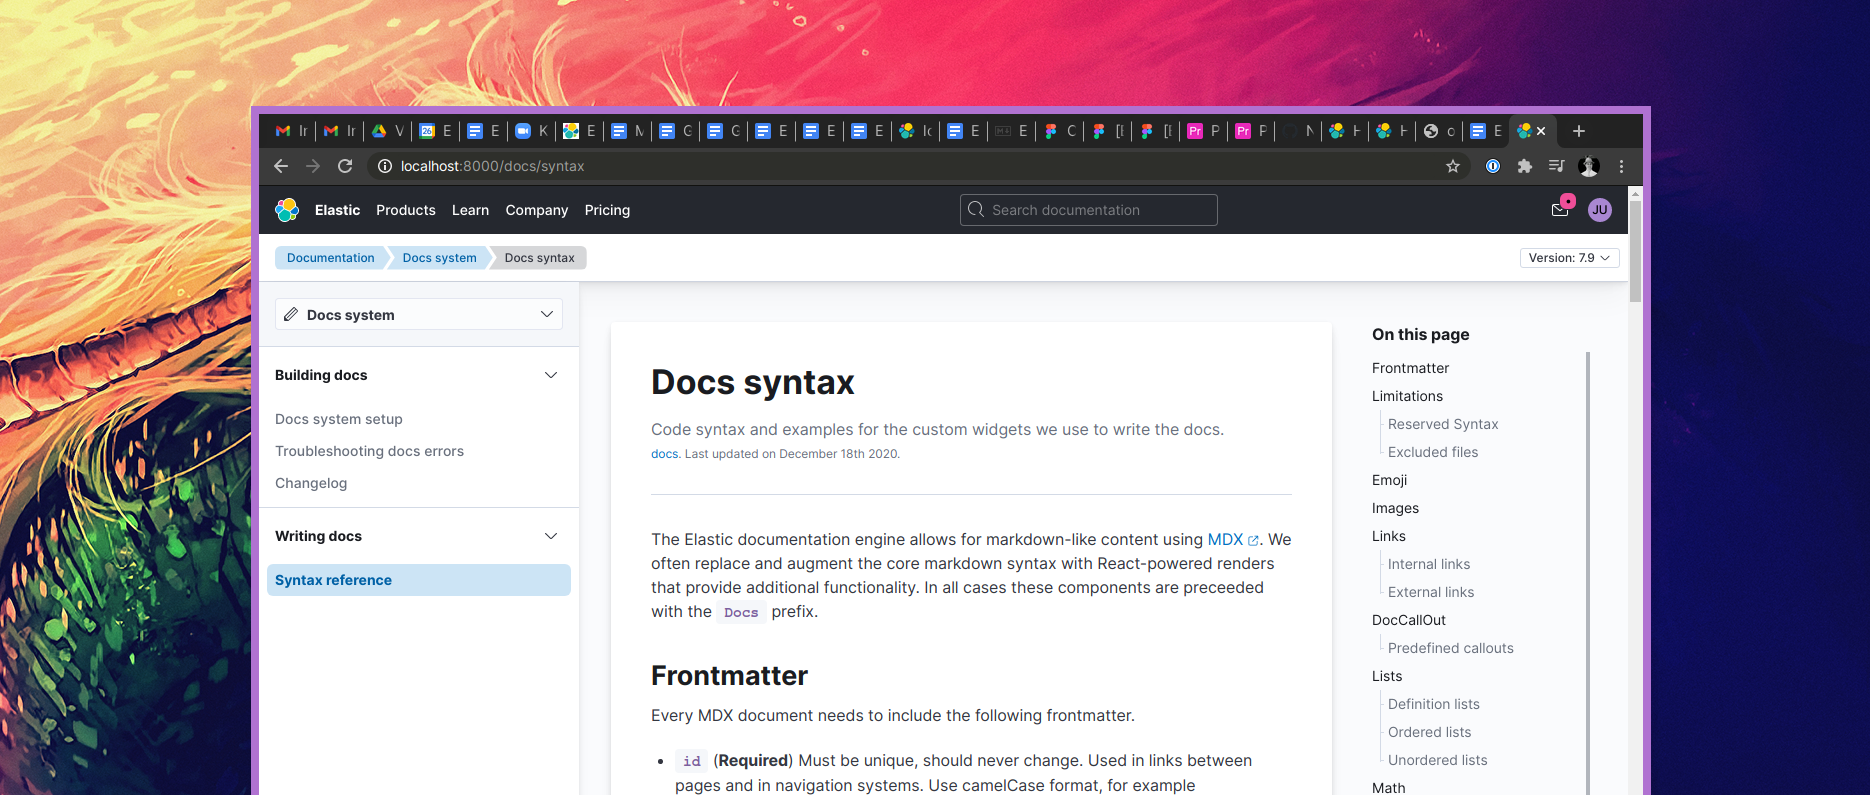 Ir
Ir
V
26
E
E
K
E
M
G
G
E
E
E
Ic
E
E
C
[E
[E
Pr
P
Pr
P
N
H
H
o
E
localhost:8000/docs/syntax
Elastic
Products
Learn
Company
Pricing
Search documentation
JU
Documentation
Docs system
Docs syntax
Version: 7.9
Docs system
Building docs
Docs system setup
Troubleshooting docs errors
Changelog
Writing docs
Syntax reference
Docs syntax
Code syntax and examples for the custom widgets we use to write the docs.
docs. Last updated on December 18th 2020.
The Elastic documentation engine allows for markdown-like content using MDX. We
often replace and augment the core markdown syntax with React-powered renders
that provide additional functionality. In all cases these components are preceeded
with the Docs prefix.
Frontmatter
Every MDX document needs to include the following frontmatter.
• id (Required) Must be unique, should never change. Used in links between
pages and in navigation systems. Use camelCase format, for example
On this page
Frontmatter
Limitations
Reserved Syntax
Excluded files
Emoji
Images
Links
Internal links
External links
DocCallOut
Predefined callouts
Lists
Definition lists
Ordered lists
Unordered lists
Math